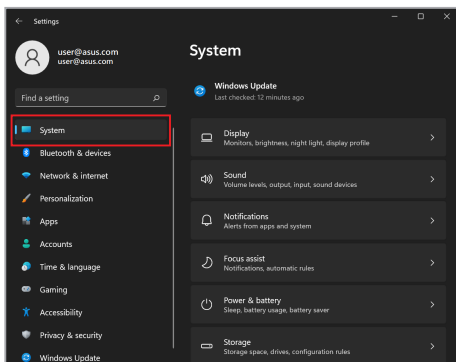 Settings
user@asus.com
user@asus.com
Find a setting
System
Bluetooth & devices
Network & internet
Personalization
Apps
Accounts
Time & language
Gaming
Accessibility
Privacy & security
Windows Update
System
Windows Update
Last checked: 12 minutes ago
Display
Monitors, brightness, night light, display profile
Sound
Volume levels, output, input, sound devices
Notifications
Alerts from apps and system
Focus assist
Notifications, automatic rules
Power & battery
Sleep, battery usage, battery saver
Storage
Storage space, drives, configuration rules